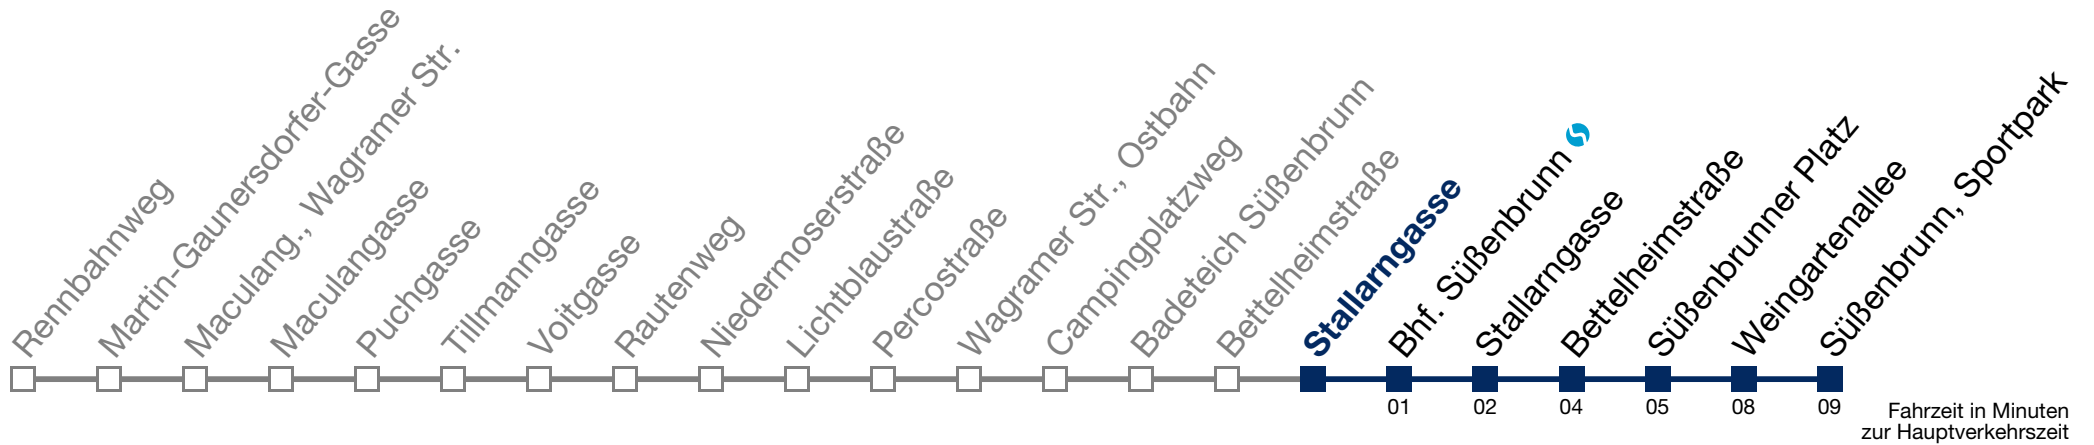 Rennbahnweg
Martin-Gaunersdorfer-Gasse
Maculang., Wagramer Str.
Maculangasse
Puchgasse
Tillmanngasse
Voitgasse
Rautenweg
Niedermoserstraße
Lichtblaustraße
Percostraße
Wagramer Str., Ostbahn
Campingplatzweg
Badeteich Süßenbrunn
Bettelheimstraße
Stallarngasse
Bhf. Süßenbrunn
Stallarngasse
Bettelheimstraße
Süßenbrunner Platz
Weingartenallee
Süßenbrunn, Sportpark
01 02 04 05 08 09
Fahrzeit in Minuten
zur Hauptverkehrszeit